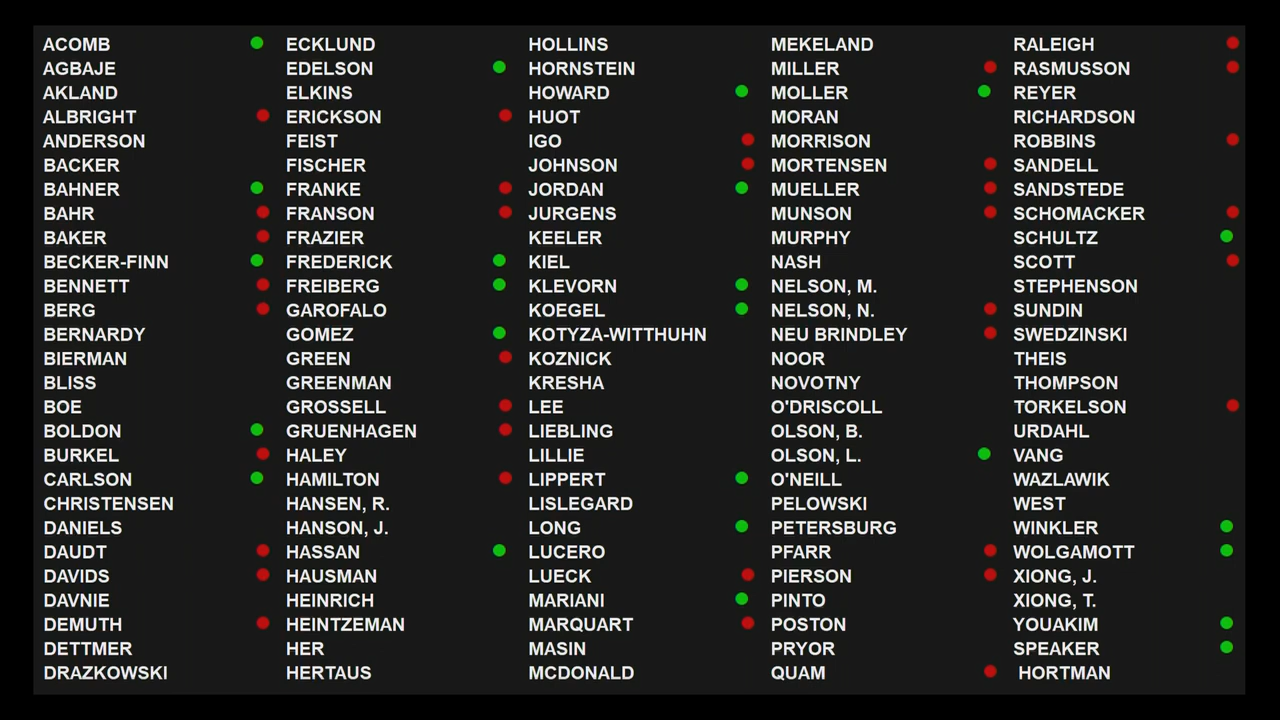 ACOMB
AGBAJE
AKLAND
ALBRIGHT
ANDERSON
BACKER
BAHNER
BAHR
BAKER
BECKER-FINN
BENNETT
BERG
BERNARDY
BIERMAN
BLISS
BOE
BOLDON
BURKEL
CARLSON
CHRISTENSEN
DANIELS
DAUDT
DAVIDS
DAVNIE
DEMUTH
DETTMER
DRAZKOWSKI
ECKLUND
EDELSON
ELKINS
ERICKSON
FEIST
FISCHER
FRANKE
FRANSON
FRAZIER
FREDERICK
FREIBERG
GAROFALO
GOMEZ
GREEN
GREENMAN
GROSSELL
GRUENHAGEN
HALEY
HAMILTON
HANSEN, R.
HANSON, J.
HASSAN
HAUSMAN
HEINRICH
HEINTZEMAN
HER
HERTAUS
HOLLINS
HORNSTEIN
HOWARD
HUOT
IGO
JOHNSON
JORDAN
JURGENS
KEELER
KIEL
KLEVORN
KOEGEL
KOTYZA-WITTHUHN
KOZNICK
KRESHA
LEE
LIEBLING
LILLIE
LIPPERT
LISLEGARD
LONG
LUCERO
LUECK
MARIANI
MARQUART
MASIN
MCDONALD
MEKELAND
MILLER
MOLLER
MORAN
MORRISON
MORTENSEN
MUELLER
MUNSON
MURPHY
NASH
NELSON, M.
NELSON, N.
NEU BRINDLEY
NOOR
NOVOTNY
O'DRISCOLL
OLSON, B.
OLSON, L.
O'NEILL
PELOWSKI
PETERSBURG
PFARR
PIERSON
PINTO
POSTON
PRYOR
QUAM
RALEIGH
RASMUSSON
REYER
RICHARDSON
ROBBINS
SANDELL
SANDSTEDE
SCHOMACKER
SCHULTZ
SCOTT
STEPHENSON
SUNDIN
SWEDZINSKI
THEIS
THOMPSON
TORKELSON
URDAHL
VANG
WAZLAWIK
WEST
WINKLER
WOLGAMOTT
XIONG, J.
XIONG, T.
YOUAKIM
SPEAKER
HORTMAN